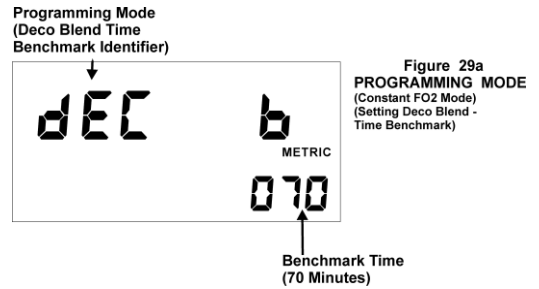 Programming Mode
(Deco Blend Time
Benchmark Identifier)
Figure 29a
PROGRAMMING MODE
(Constant FO2 Mode)
(Setting Deco Blend -
Time Benchmark)
dEC b
METRIC
070
Benchmark Time
(70 Minutes)